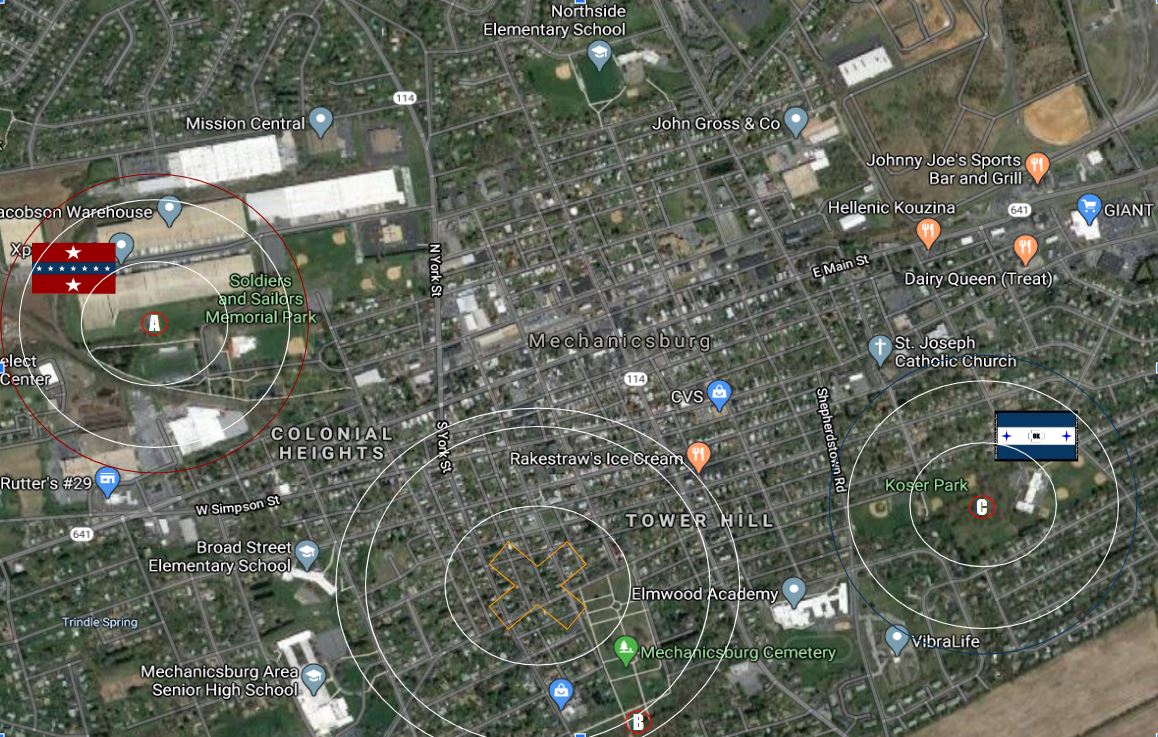 Northside
Elementary School
114
Mission Central
John Gross & Co
Johnny Joe's Sports
Bar and Grill
acobson Warehouse
Hellenic Kouzina
641
GIANT
Xp
N York St
E Main St
Dairy Queen (Treat)
Soldiers
and Sailors
Memorial Park
A
Mechanicsburg
St. Joseph
Catholic Church
elect
Center
114
CVS
Shepherdstown Rd
COLONIAL
HEIGHTS
S York St
Rakestraw's Ice Cream
Koser Park
Rutter's #29
W Simpson St
C
TOWER HILL
641
Broad Street
Elementary School
Elmwood Academy
Trindle Spring
VibraLife
Mechanicsburg Cemetery
Mechanicsburg Area
Senior High School
B